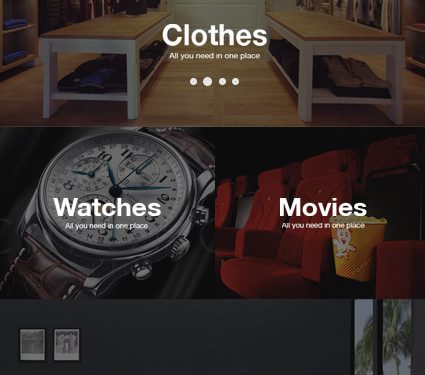 Clothes
All you need in one place
Watches
All you need in one place
Movies
All you need in one place